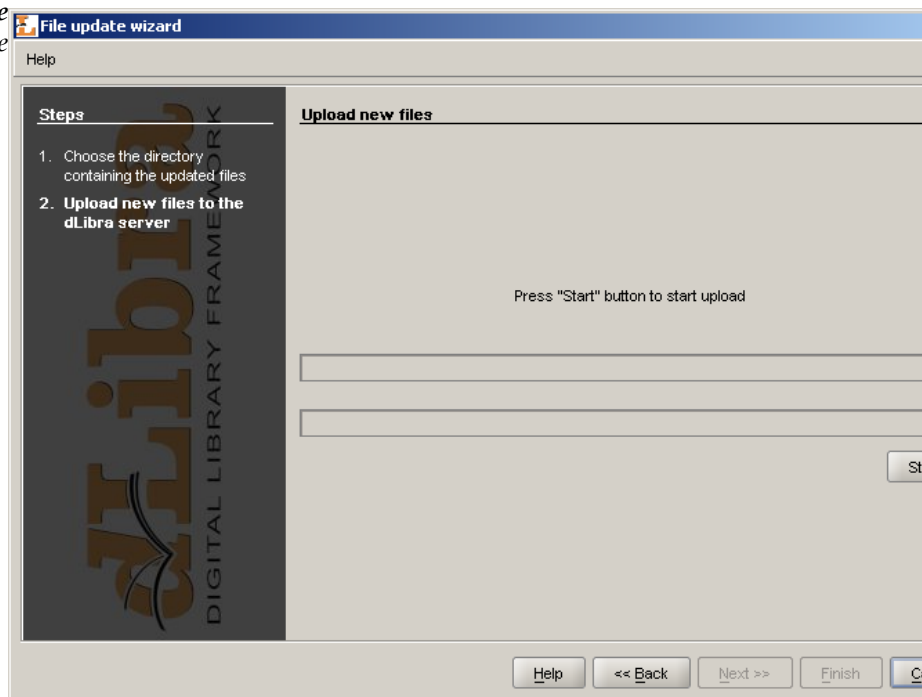 File update wizard
Help
Steps
1. Choose the directory
containing the updated files
2. Upload new files to the
dLibra server
dLibra
DIGITAL LIBRARY FRAMEWORK
Upload new files
Press "Start" button to start upload
St
Help
<< Back
Next >>
Finish
C